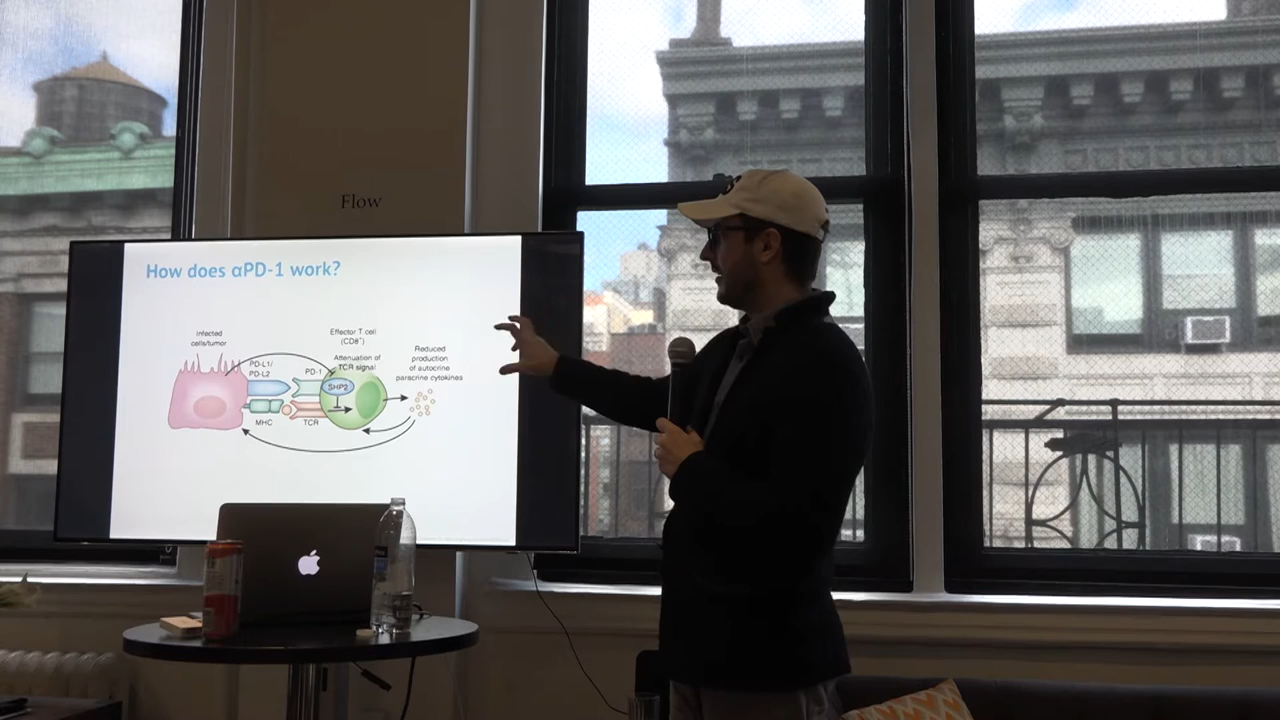 Flow
How does αPD-1 work?
Infected
cells/tumor
PD-L1/
PD-L2
PD-1
Effector T cell
(CD8⁺)
Attenuation of
TCR signal
SHP2
MHC
TCR
Reduced
production
of autocrine
paracrine cytokines